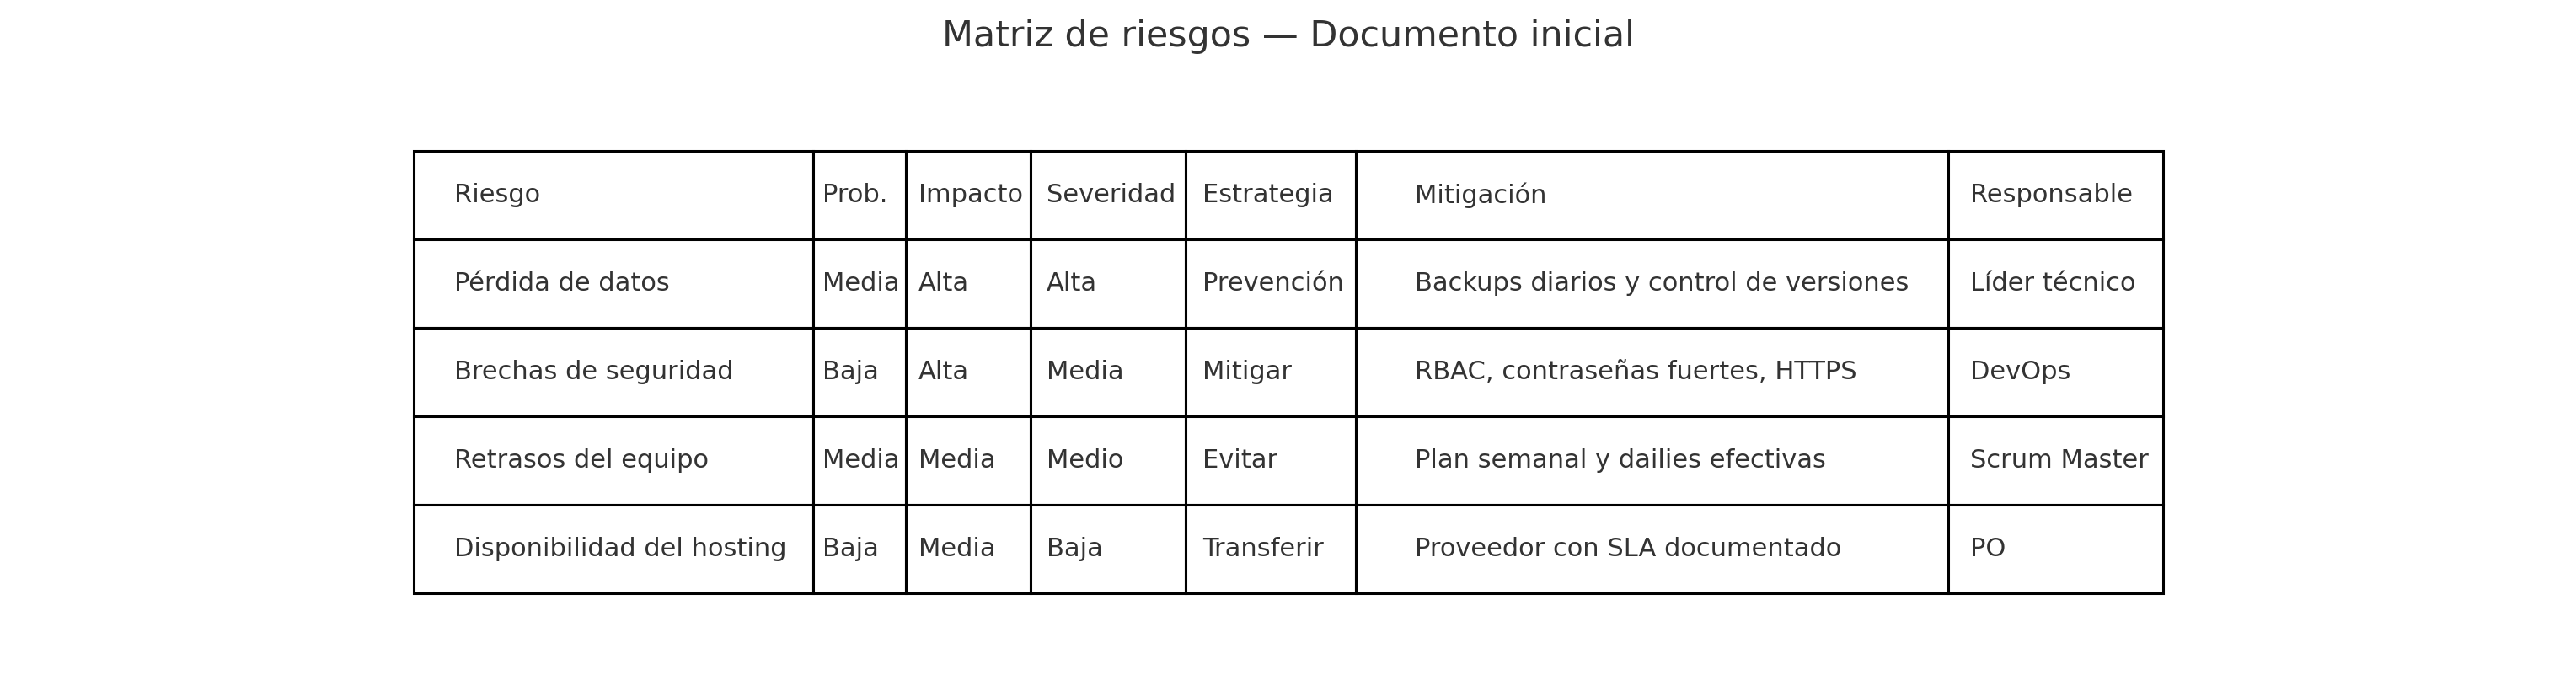 Matriz de riesgos — Documento inicial
Riesgo Prob. Impacto Severidad Estrategia Mitigación Responsable
Pérdida de datos Media Alta Alta Prevención Backups diarios y control de versiones Líder técnico
Brechas de seguridad Baja Alta Media Mitigar RBAC, contraseñas fuertes, HTTPS DevOps
Retrasos del equipo Media Media Medio Evitar Plan semanal y dailies efectivas Scrum Master
Disponibilidad del hosting Baja Media Baja Transferir Proveedor con SLA documentado PO